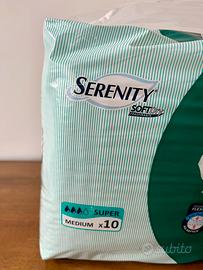 SERENITY
SOFT
SUPER
MEDIUM x10
subito